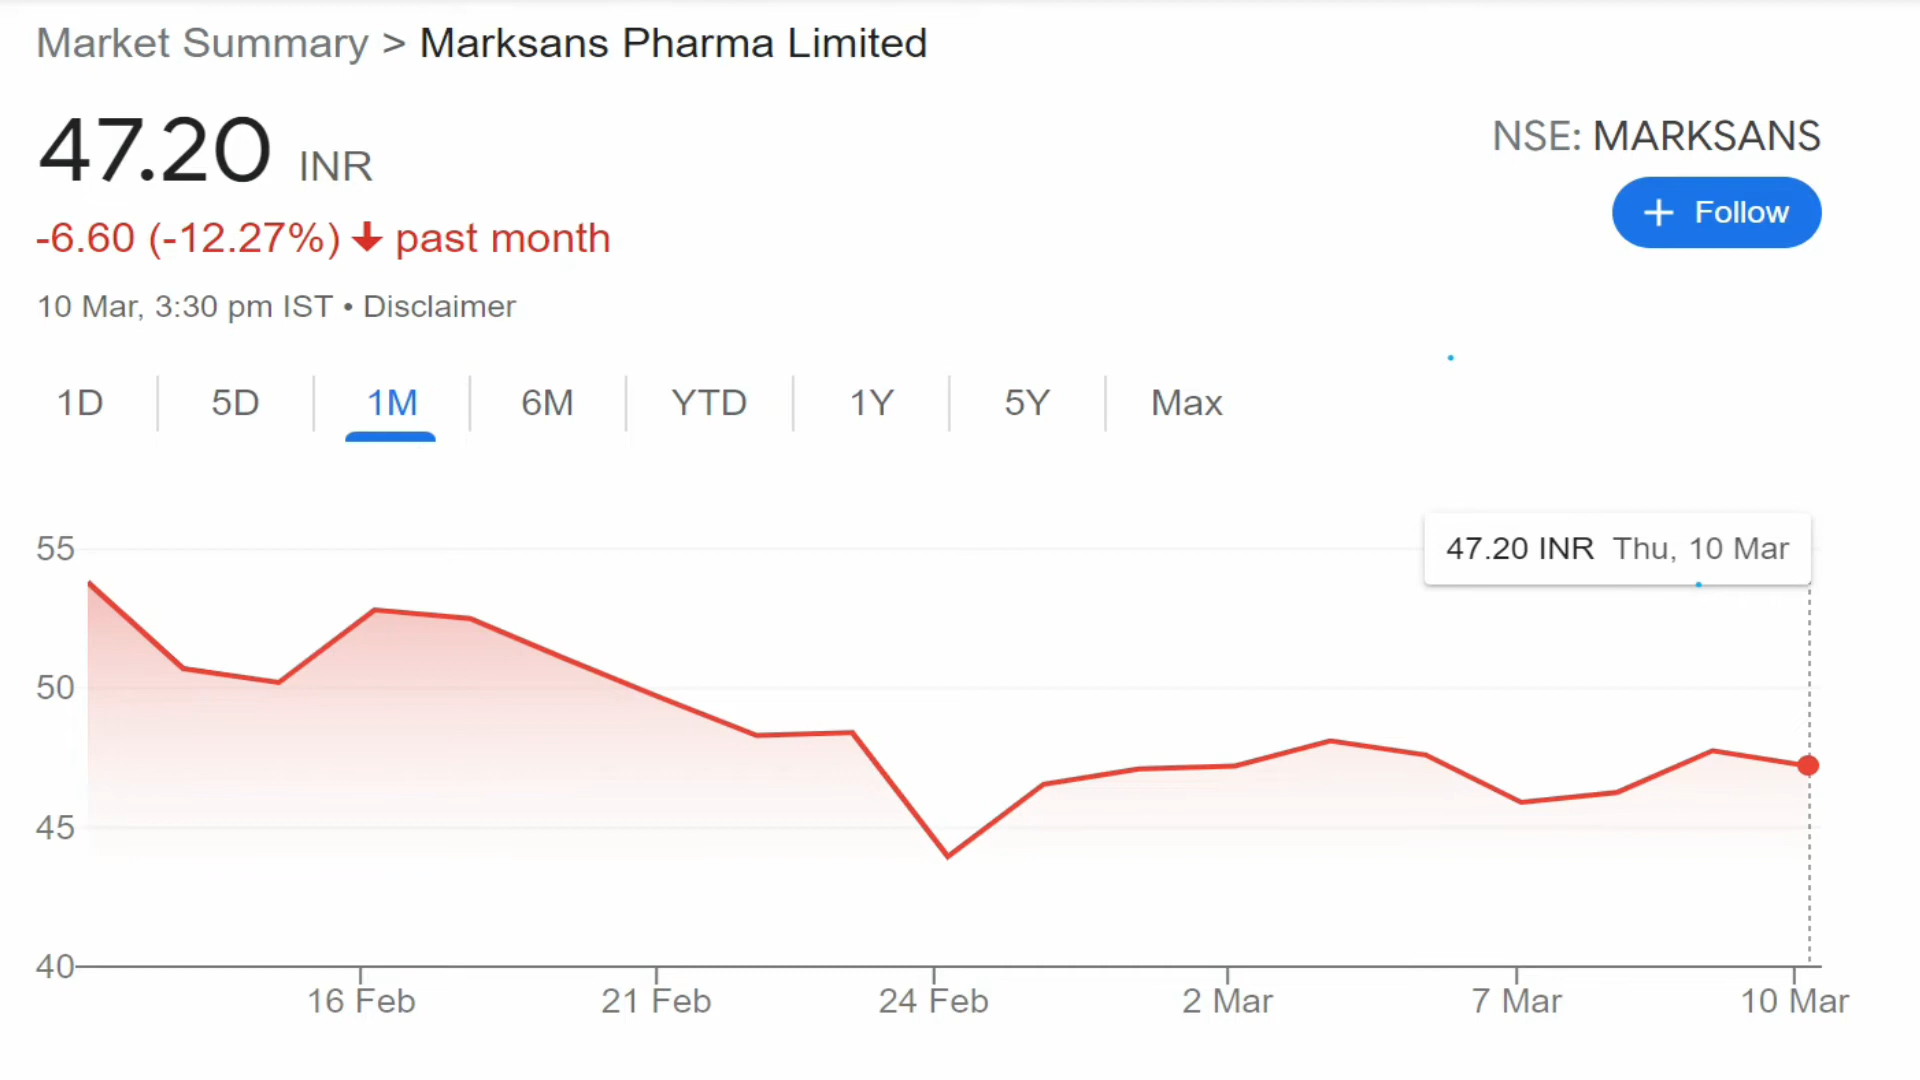 Market Summary > Marksans Pharma Limited
47.20 INR
NSE: MARKSANS
+ Follow
-6.60 (-12.27%) ↓ past month
10 Mar, 3:30 pm IST • Disclaimer
1D 5D 1M 6M YTD 1Y 5Y Max
47.20 INR Thu, 10 Mar
55
50
45
40
16 Feb 21 Feb 24 Feb 2 Mar 7 Mar 10 Mar